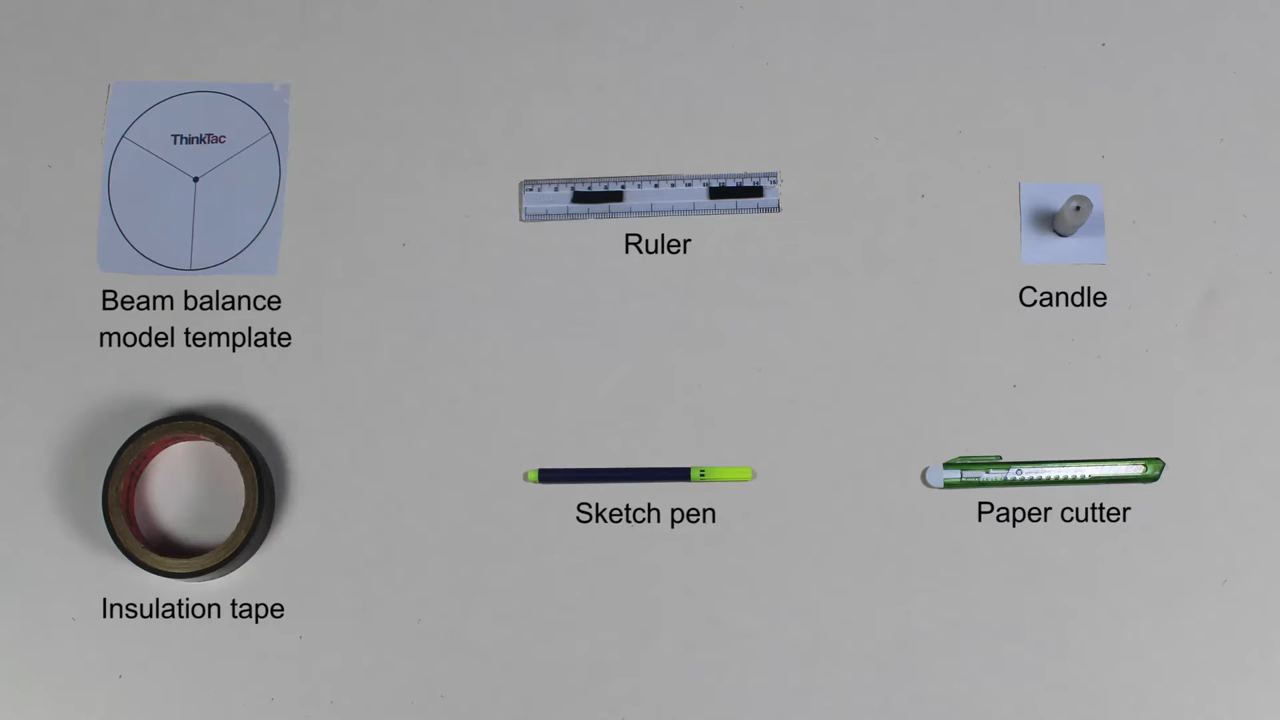 ThinkTac
Beam balance
model template
Ruler
Candle
Insulation tape
Sketch pen
Paper cutter